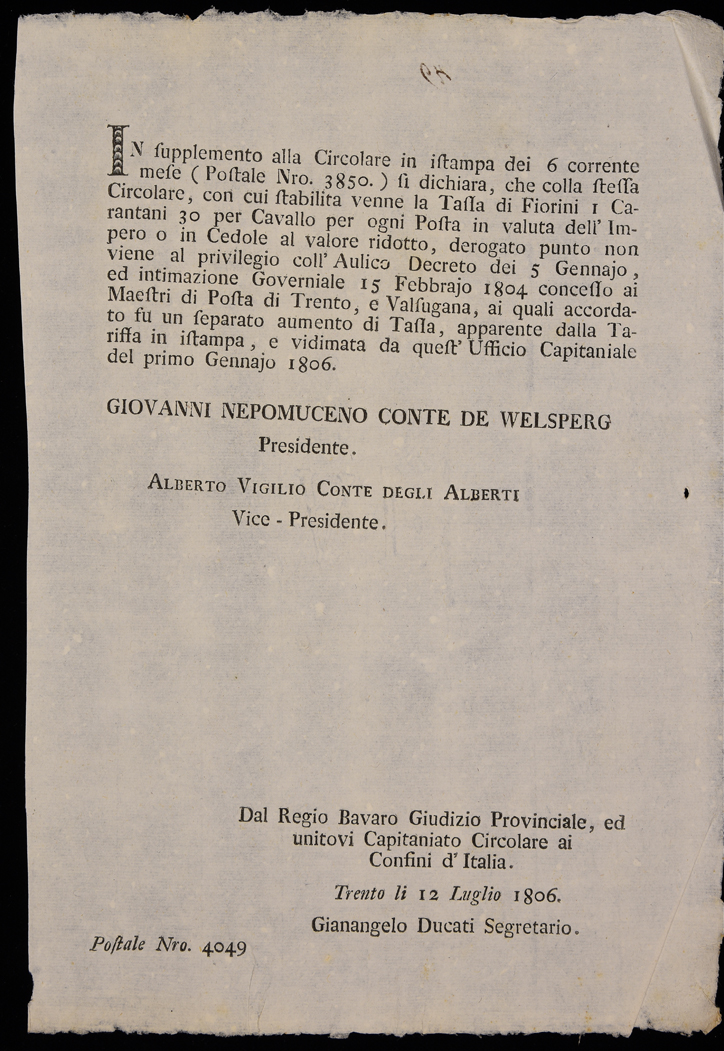 IN ſupplemento alla Circolare in iſtampa dei 6 corrente
meſe ( Poſtale Nro. 3850. ) ſi dichiara, che colla ſteſſa
Circolare, con cui ſtabilita venne la Taſſa di Fiorini 1 Ca-
rantani 30 per Cavallo per ogni Poſta in valuta dell' Im-
pero o in Cedole al valore ridotto, derogato punto non
viene al privilegio coll' Aulico Decreto dei 5 Gennajo,
ed intimazione Governiale 15 Febbrajo 1804 conceſſo ai
Maeſtri di Poſta di Trento, e Valſugana, ai quali accorda-
to fu un ſeparato aumento di Taſſa, apparente dalla Ta-
riffa in iſtampa, e vidimata da queſt' Ufficio Capitaniale
del primo Gennajo 1806.
GIOVANNI NEPOMUCENO CONTE DE WELSPERG
Presidente.
ALBERTO VIGILIO CONTE DEGLI ALBERTI
Vice - Presidente.
Dal Regio Bavaro Giudizio Provinciale, ed
unitovi Capitaniato Circolare ai
Confini d' Italia.
Trento li 12 Luglio 1806.
Gianangelo Ducati Segretario.
Poſtale Nro. 4049